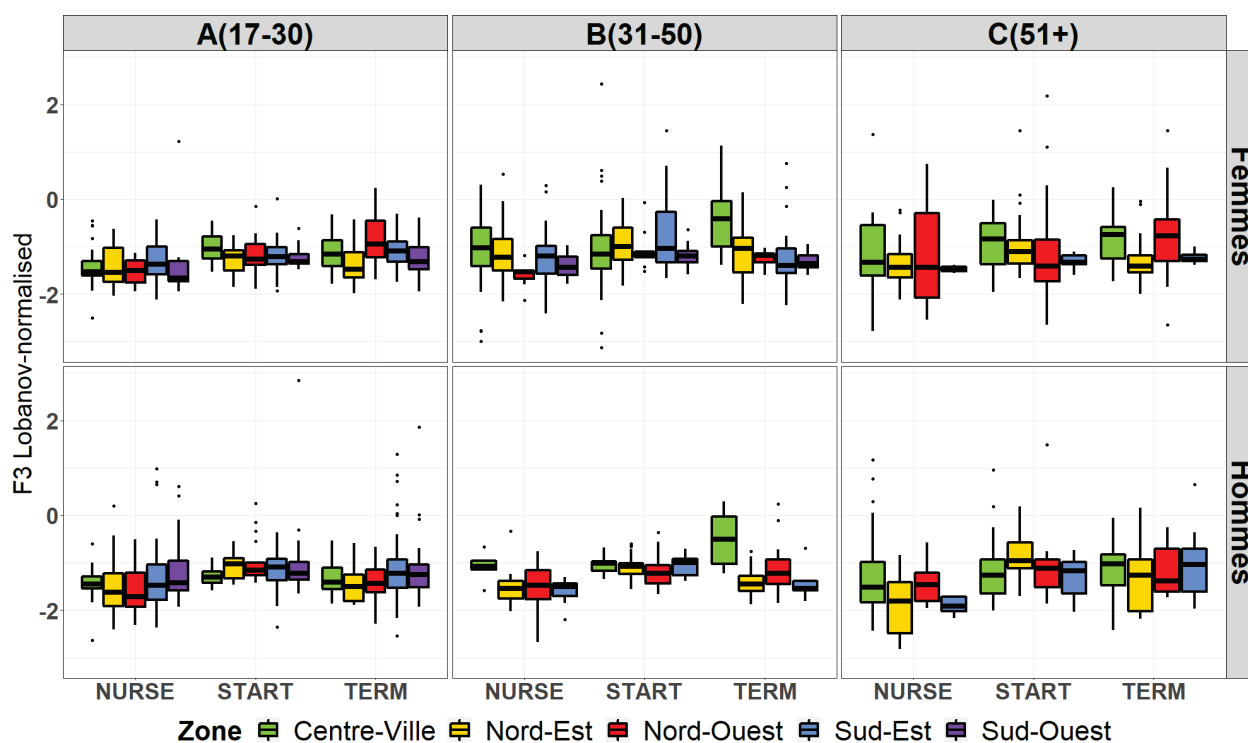 A(17-30) B(31-50) C(51+)
Femmes
2
0
-2
F3 Lobanov-normalised
Hommes
2
0
-2
NURSE START TERM NURSE START TERM NURSE START TERM
Zone Centre-Ville Nord-Est Nord-Ouest Sud-Est Sud-Ouest